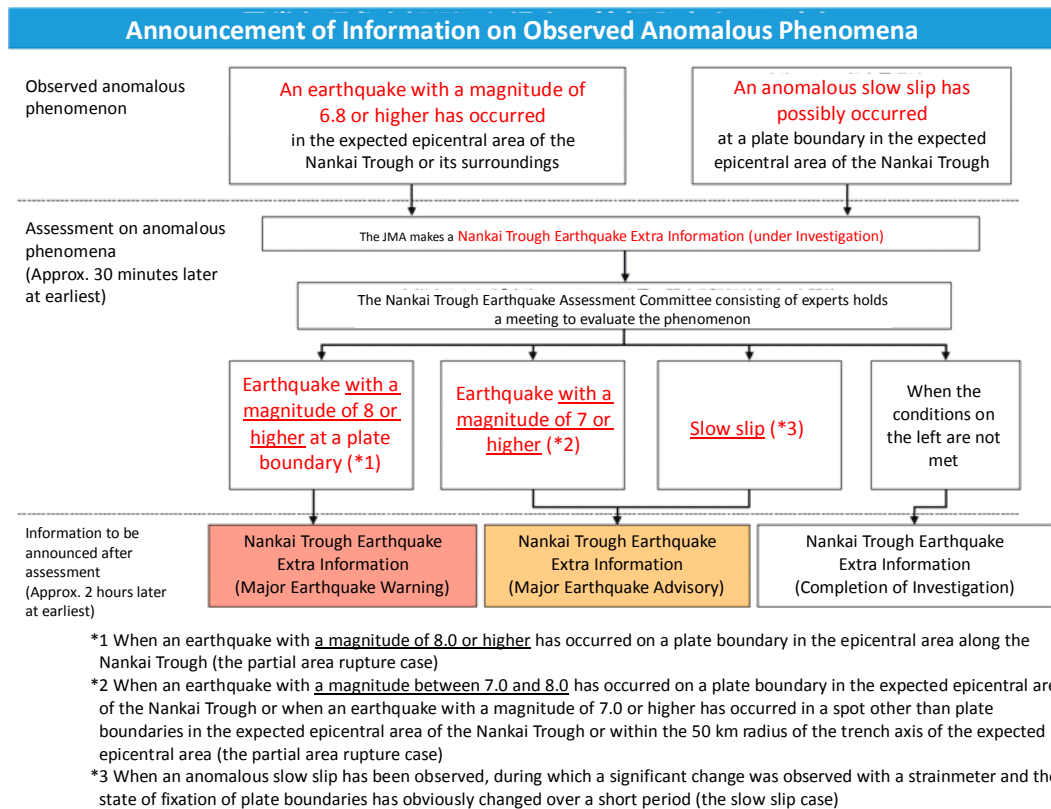 Announcement of Information on Observed Anomalous Phenomena
Observed anomalous
phenomenon
An earthquake with a magnitude of
6.8 or higher has occurred
in the expected epicentral area of the
Nankai Trough or its surroundings
An anomalous slow slip has
possibly occurred
at a plate boundary in the expected
epicentral area of the Nankai Trough
Assessment on anomalous
phenomena
(Approx. 30 minutes later
at earliest)
The JMA makes a Nankai Trough Earthquake Extra Information (under Investigation)
The Nankai Trough Earthquake Assessment Committee consisting of experts holds
a meeting to evaluate the phenomenon
Earthquake with a
magnitude of 8 or
higher at a plate
boundary (*1)
Earthquake with a
magnitude of 7 or
higher (*2)
Slow slip (*3)
When the
conditions on
the left are not
met
Information to be
announced after
assessment
(Approx. 2 hours later
at earliest)
Nankai Trough Earthquake
Extra Information
(Major Earthquake Warning)
Nankai Trough Earthquake
Extra Information
(Major Earthquake Advisory)
Nankai Trough Earthquake
Extra Information
(Completion of Investigation)
*1 When an earthquake with a magnitude of 8.0 or higher has occurred on a plate boundary in the epicentral area along the
Nankai Trough (the partial area rupture case)
*2 When an earthquake with a magnitude between 7.0 and 8.0 has occurred on a plate boundary in the expected epicentral are
of the Nankai Trough or when an earthquake with a magnitude of 7.0 or higher has occurred in a spot other than plate
boundaries in the expected epicentral area of the Nankai Trough or within the 50 km radius of the trench axis of the expected
epicentral area (the partial area rupture case)
*3 When an anomalous slow slip has been observed, during which a significant change was observed with a strainmeter and the
state of fixation of plate boundaries has obviously changed over a short period (the slow slip case)